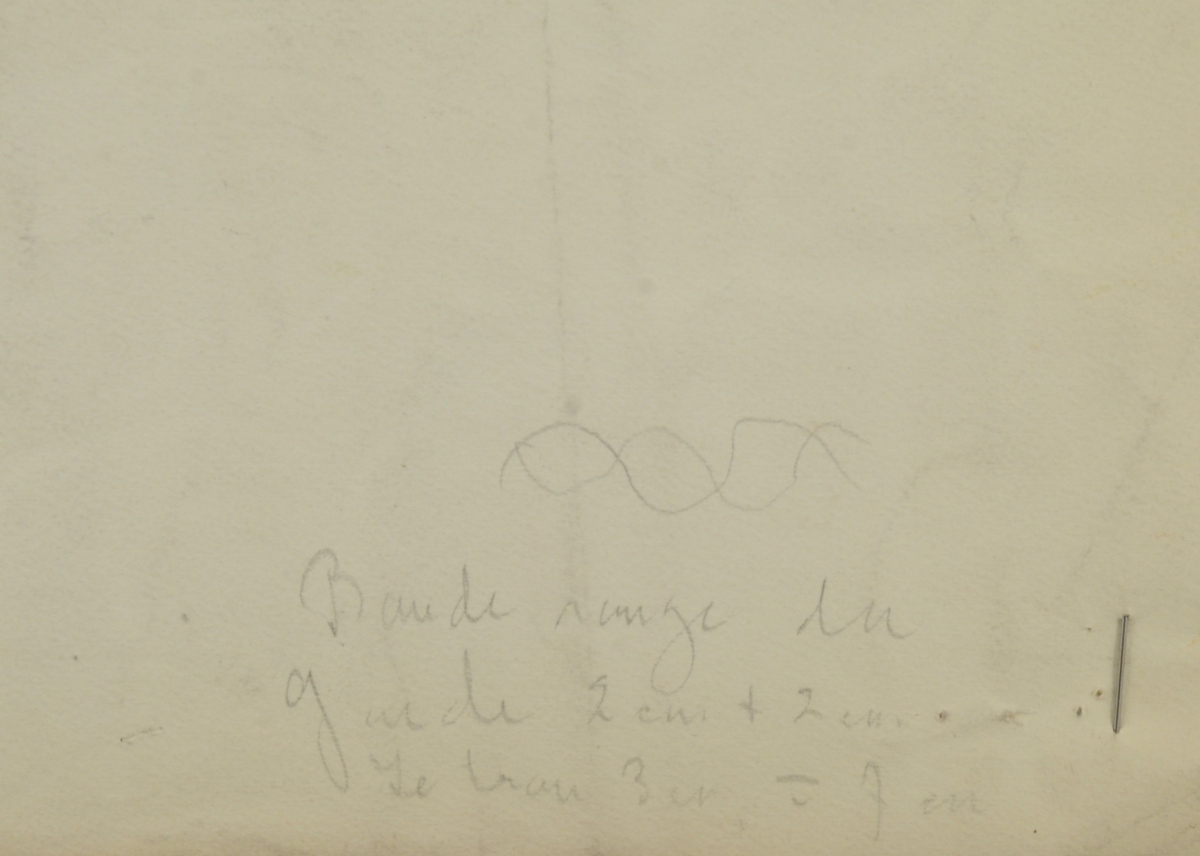 Bande rouge du
garde 2 cm + 2 cm.
le trou 3 cm = 7 cm